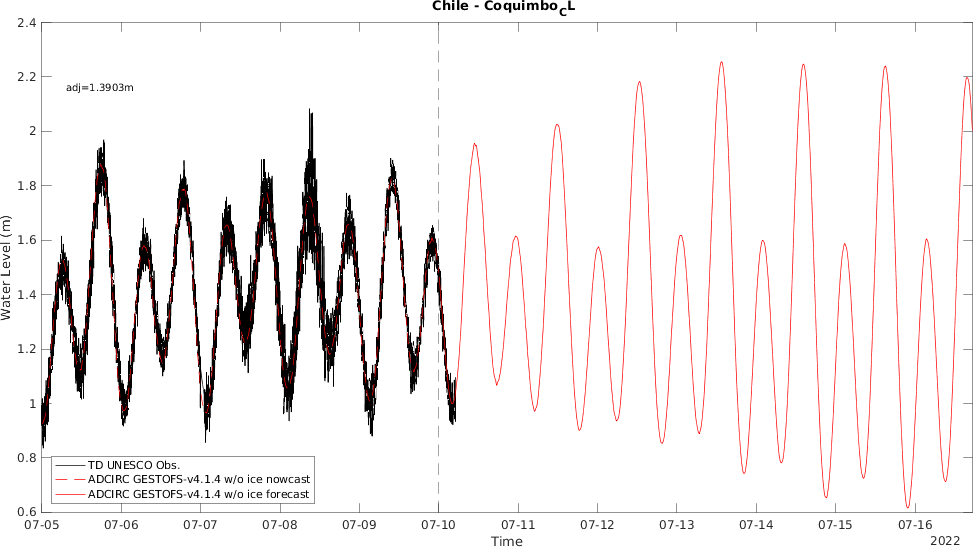 Chile - Coquimbo_CL
2.4
2.2
2
1.8
1.6
1.4
1.2
1
0.8
0.6
Water Level (m)
adj=1.3903m
TD UNESCO Obs.
ADCIRC GESTOFS-v4.1.4 w/o ice nowcast
ADCIRC GESTOFS-v4.1.4 w/o ice forecast
07-05 07-06 07-07 07-08 07-09 07-10 07-11 07-12 07-13 07-14 07-15 07-16
Time
2022